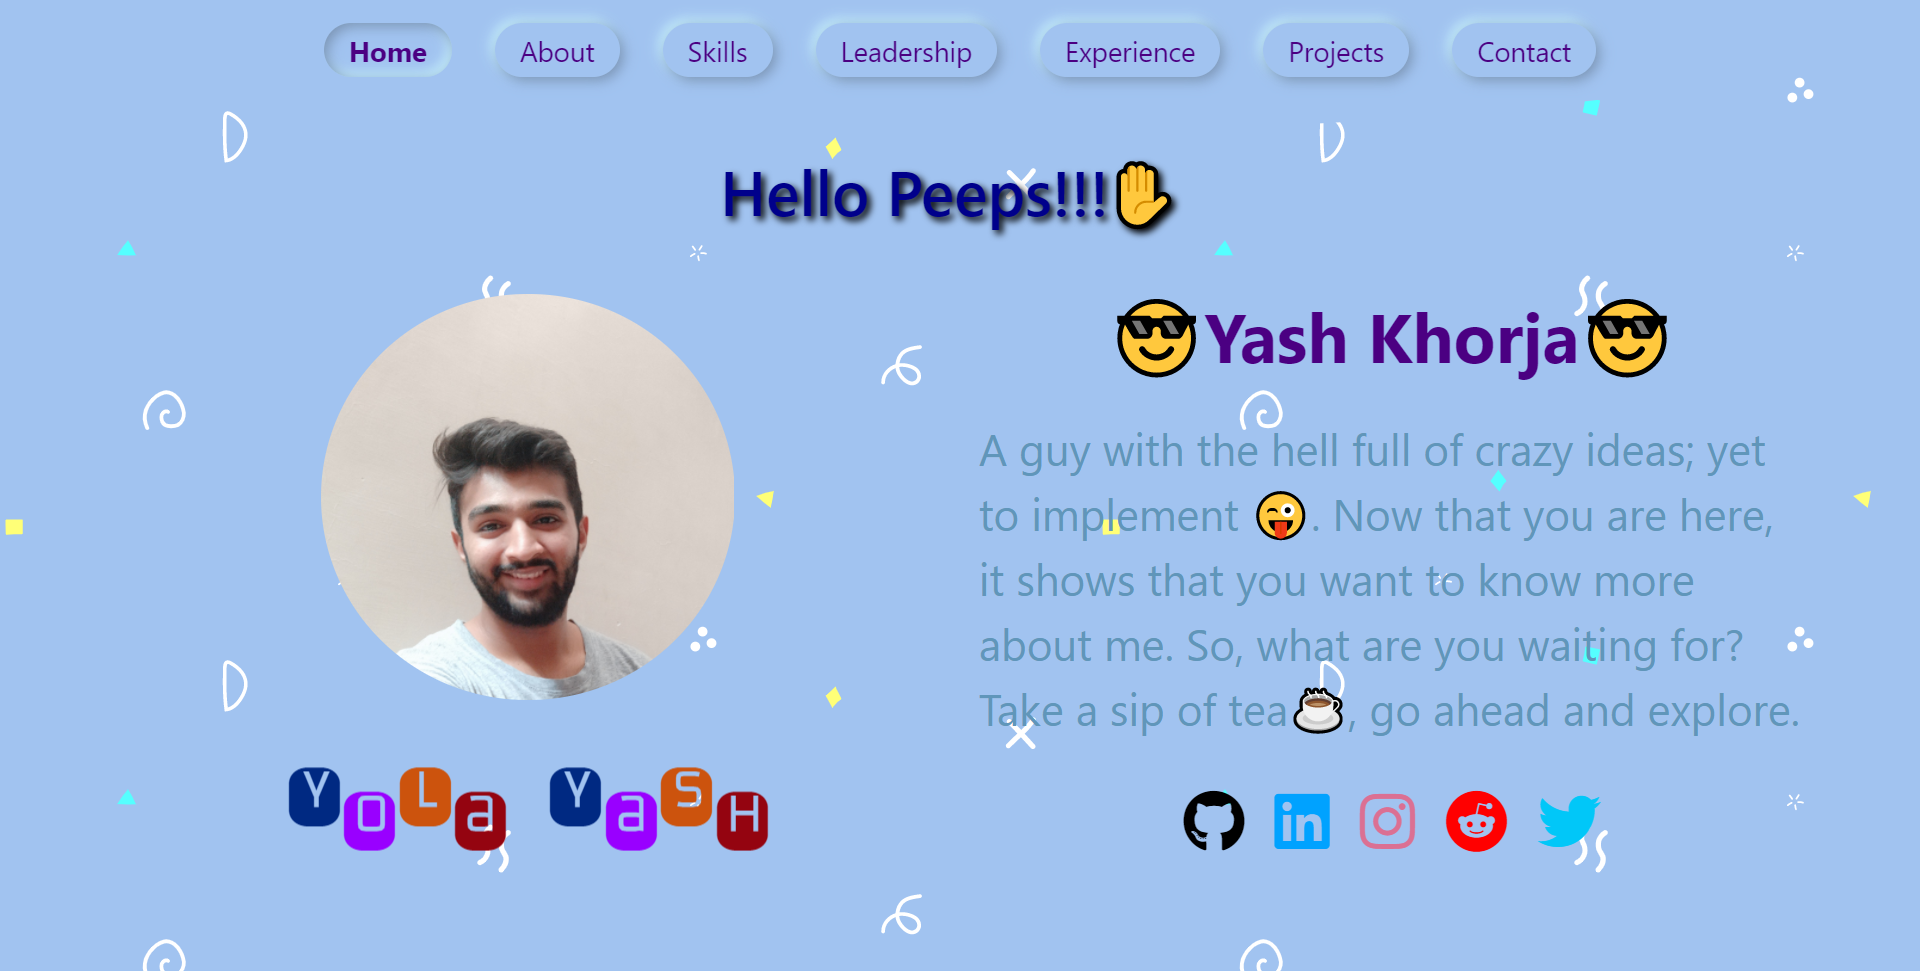 Home About Skills Leadership Experience Projects Contact
Hello Peeps!!!✋
😎Yash Khorja😎
A guy with the hell full of crazy ideas; yet
to implement 😜. Now that you are here,
it shows that you want to know more
about me. So, what are you waiting for?
Take a sip of tea☕, go ahead and explore.
YOLa YaSH
in